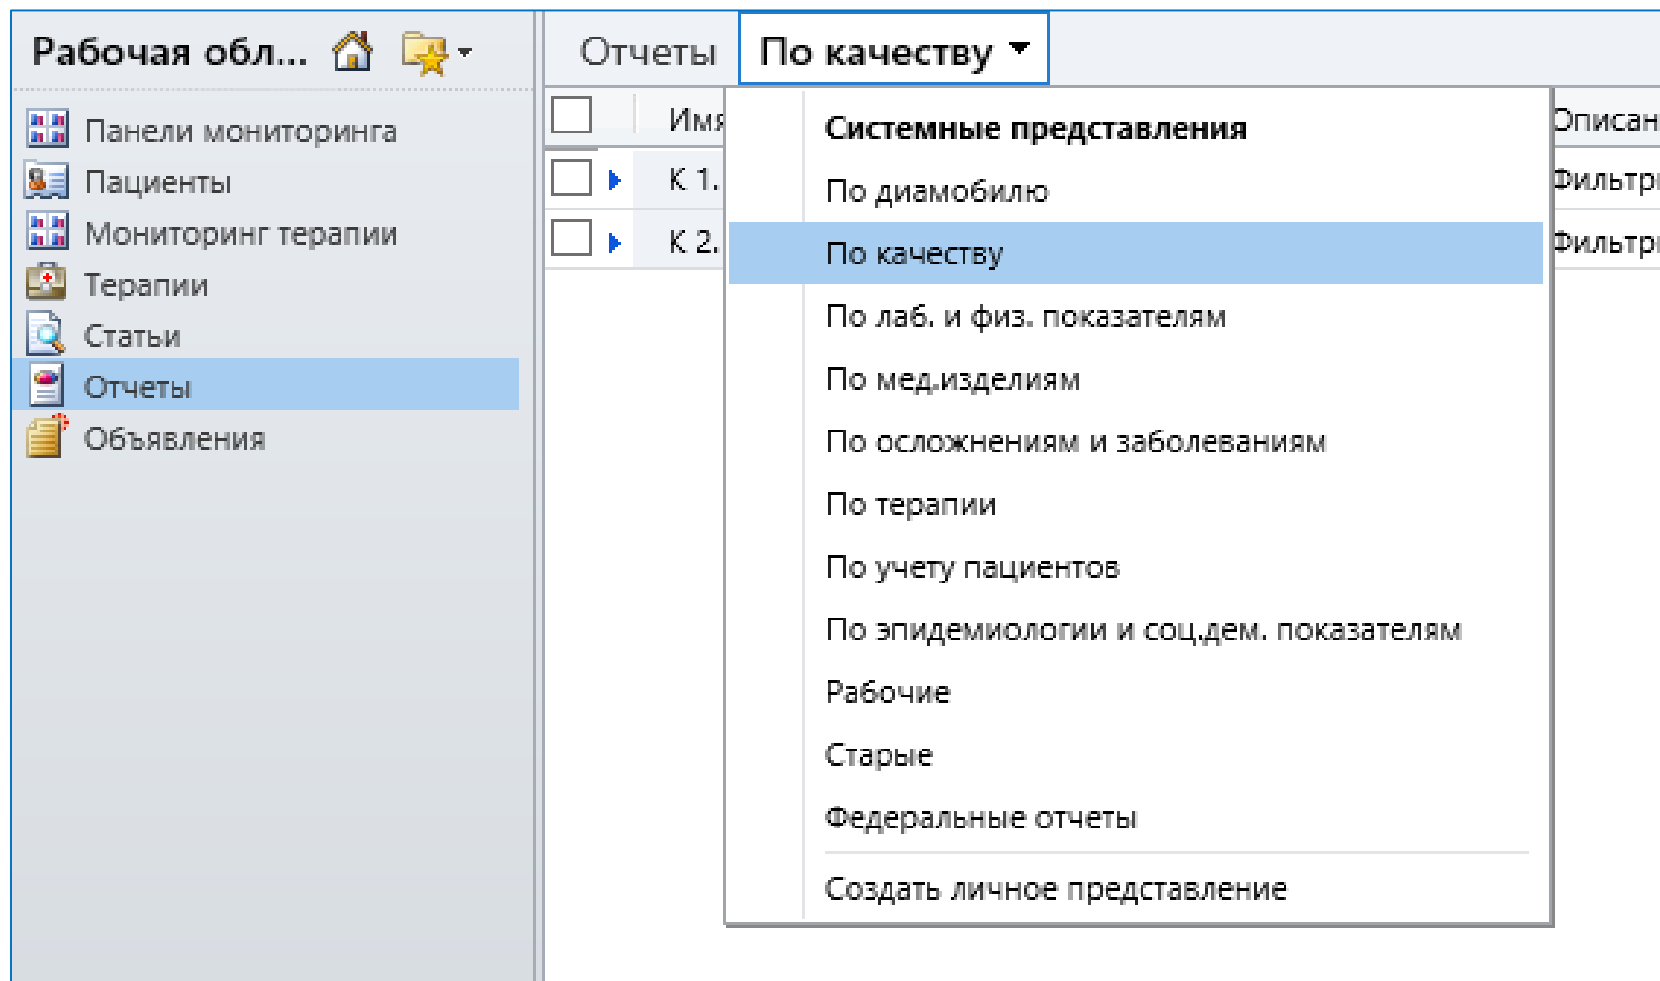 Рабочая обл...
Панели мониторинга
Пациенты
Мониторинг терапии
Терапии
Статьи
Отчеты
Объявления
Отчеты По качеству
К 1.
К 2.
Системные представления
По диамобилю
По качеству
По лаб. и физ. показателям
По мед.изделиям
По осложнениям и заболеваниям
По терапии
По учету пациентов
По эпидемиологии и соц.дем. показателям
Рабочие
Старые
Федеральные отчеты
Создать личное представление